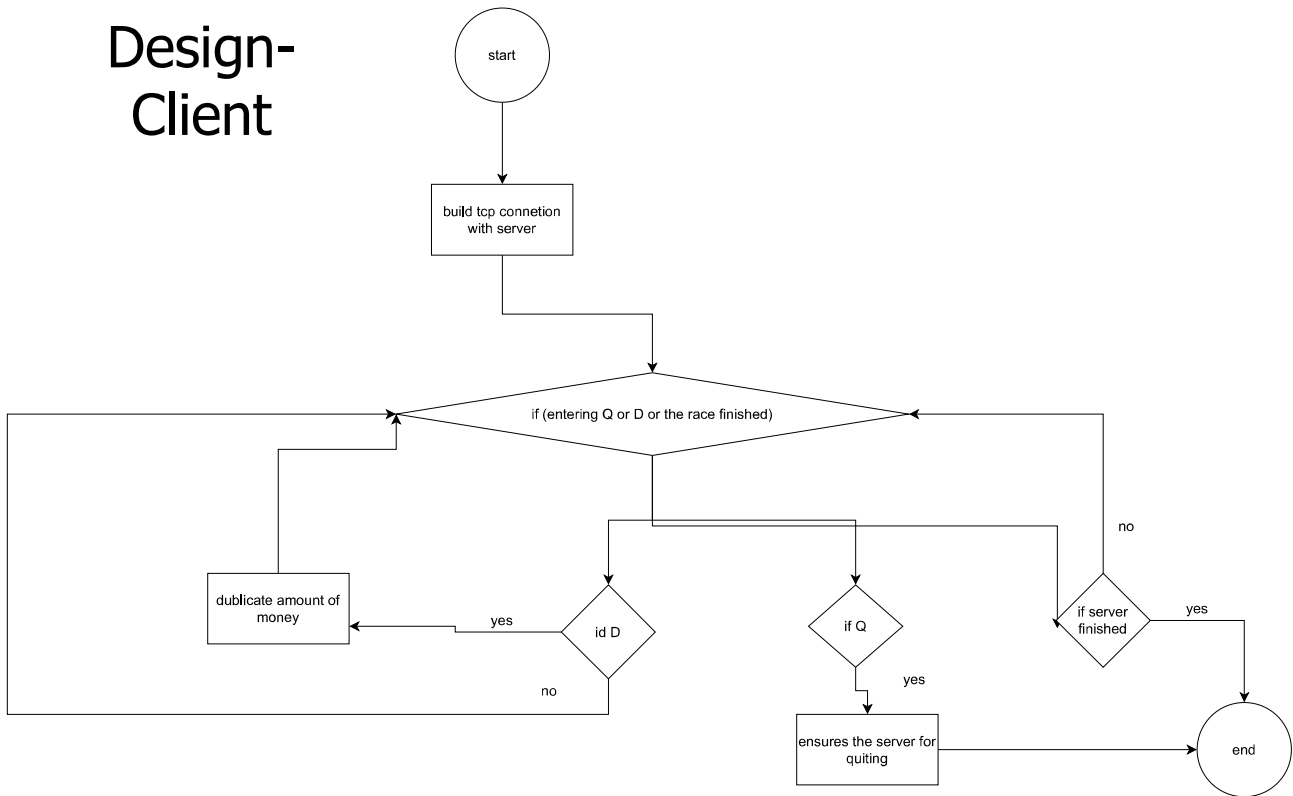 Design-
Client
start
build tcp connetion
with server
if (entering Q or D or the race finished)
no
dublicate amount of
money
yes
id D
if Q
if server
finished
yes
no
yes
ensures the server for
quiting
end